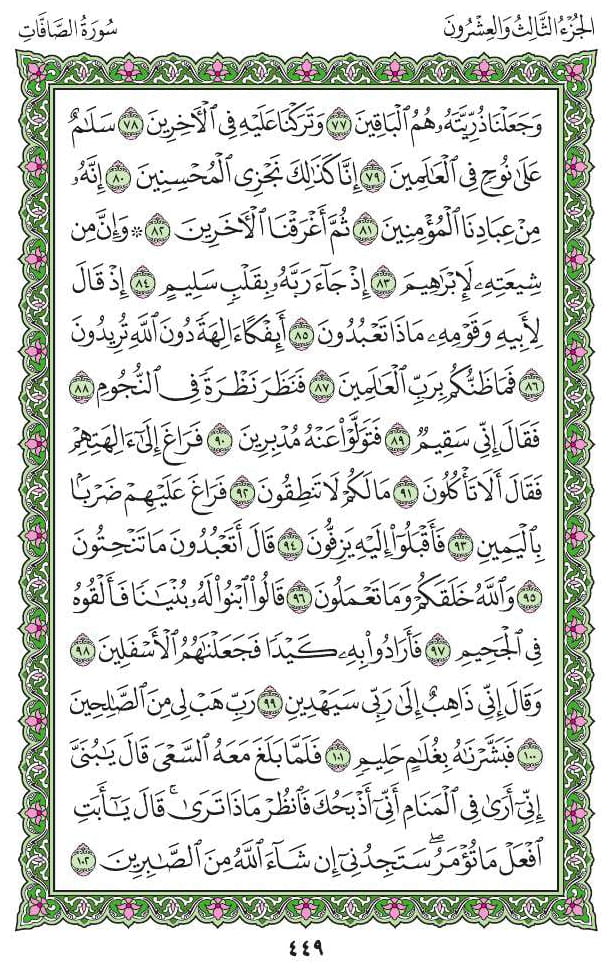 الجُزْءُ الثَّالِثُ وَالعِشْرُونَ
سُورَةُ الصَّافَّاتِ
وَجَعَلْنَا ذُرِّيَّتَهُۥ هُمُ ٱلْبَاقِينَ ٧٧ وَتَرَكْنَا عَلَيْهِ فِى ٱلْأَخِرِينَ ٧٨ سَلَٰمٌ
عَلَىٰ نُوحٍ فِى ٱلْعَٰلَمِينَ ٧٩ إِنَّا كَذَٰلِكَ نَجْزِى ٱلْمُحْسِنِينَ ٨٠ إِنَّهُۥ
مِنْ عِبَادِنَا ٱلْمُؤْمِنِينَ ٨١ ثُمَّ أَغْرَقْنَا ٱلْأَخَرِينَ ٨٢ ۞ وَإِنَّ مِن
شِيعَتِهِۦ لَإِبْرَٰهِيمَ ٨٣ إِذْ جَآءَ رَبَّهُۥ بِقَلْبٍ سَلِيمٍ ٨٤ إِذْ قَالَ
لِأَبِيهِ وَقَوْمِهِۦ مَاذَا تَعْبُدُونَ ٨٥ أَئِفْكًا ءَالِهَةً دُونَ ٱللَّهِ تُرِيدُونَ
٨٦ فَمَا ظَنُّكُم بِرَبِّ ٱلْعَٰلَمِينَ ٨٧ فَنَظَرَ نَظْرَةً فِى ٱلنُّجُومِ ٨٨
فَقَالَ إِنِّى سَقِيمٌ ٨٩ فَتَوَلَّوْا۟ عَنْهُ مُدْبِرِينَ ٩٠ فَرَاغَ إِلَىٰٓ ءَالِهَتِهِمْ
فَقَالَ أَلَا تَأْكُلُونَ ٩١ مَا لَكُمْ لَا تَنطِقُونَ ٩٢ فَرَاغَ عَلَيْهِمْ ضَرْبًۢا
بِٱلْيَمِينِ ٩٣ فَأَقْبَلُوٓا۟ إِلَيْهِ يَزِفُّونَ ٩٤ قَالَ أَتَعْبُدُونَ مَا تَنْحِتُونَ
٩٥ وَٱللَّهُ خَلَقَكُمْ وَمَا تَعْمَلُونَ ٩٦ قَالُوا۟ ٱبْنُوا۟ لَهُۥ بُنْيَٰنًا فَأَلْقُوهُ
فِى ٱلْجَحِيمِ ٩٧ فَأَرَادُوا۟ بِهِۦ كَيْدًا فَجَعَلْنَٰهُمُ ٱلْأَسْفَلِينَ ٩٨
وَقَالَ إِنِّى ذَاهِبٌ إِلَىٰ رَبِّى سَيَهْدِينِ ٩٩ رَبِّ هَبْ لِى مِنَ ٱلصَّٰلِحِينَ
١٠٠ فَبَشَّرْنَٰهُ بِغُلَٰمٍ حَلِيمٍ ١٠١ فَلَمَّا بَلَغَ مَعَهُ ٱلسَّعْىَ قَالَ يَٰبُنَىَّ
إِنِّىٓ أَرَىٰ فِى ٱلْمَنَامِ أَنِّىٓ أَذْبَحُكَ فَٱنظُرْ مَاذَا تَرَىٰ ۚ قَالَ يَٰٓأَبَتِ
ٱفْعَلْ مَا تُؤْمَرُ ۖ سَتَجِدُنِىٓ إِن شَآءَ ٱللَّهُ مِنَ ٱلصَّٰبِرِينَ ١٠٢
٤٤٩